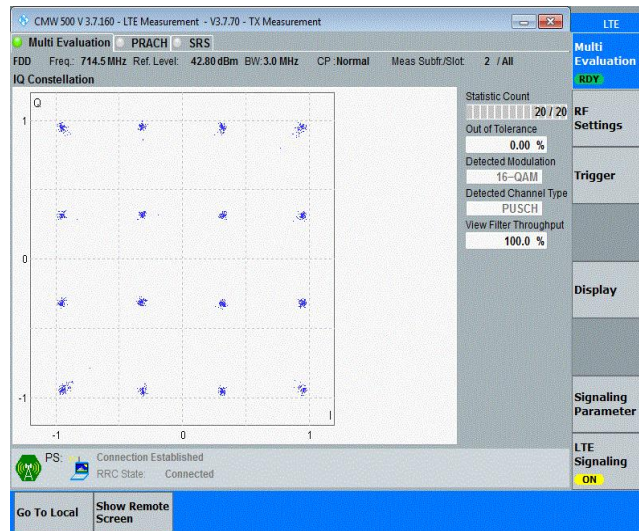 CMW 500 V 3.7.160 - LTE Measurement - V3.7.70 - TX Measurement
LTE
Multi Evaluation PRACH SRS
FDD Freq.: 714.5 MHz Ref. Level: 42.80 dBm BW: 3.0 MHz CP :Normal Meas Subfr./Slot: 2 / All
IQ Constellation
Multi
Evaluation
RDY
Q
1
0
-1
-1 0 1
I
Statistic Count
20 / 20
Out of Tolerance
0.00 %
Detected Modulation
16-QAM
Detected Channel Type
PUSCH
View Filter Throughput
100.0 %
RF
Settings
Trigger
Display
Signaling
Parameter
LTE
Signaling
ON
PS: Connection Established
RRC State: Connected
Go To Local
Show Remote
Screen